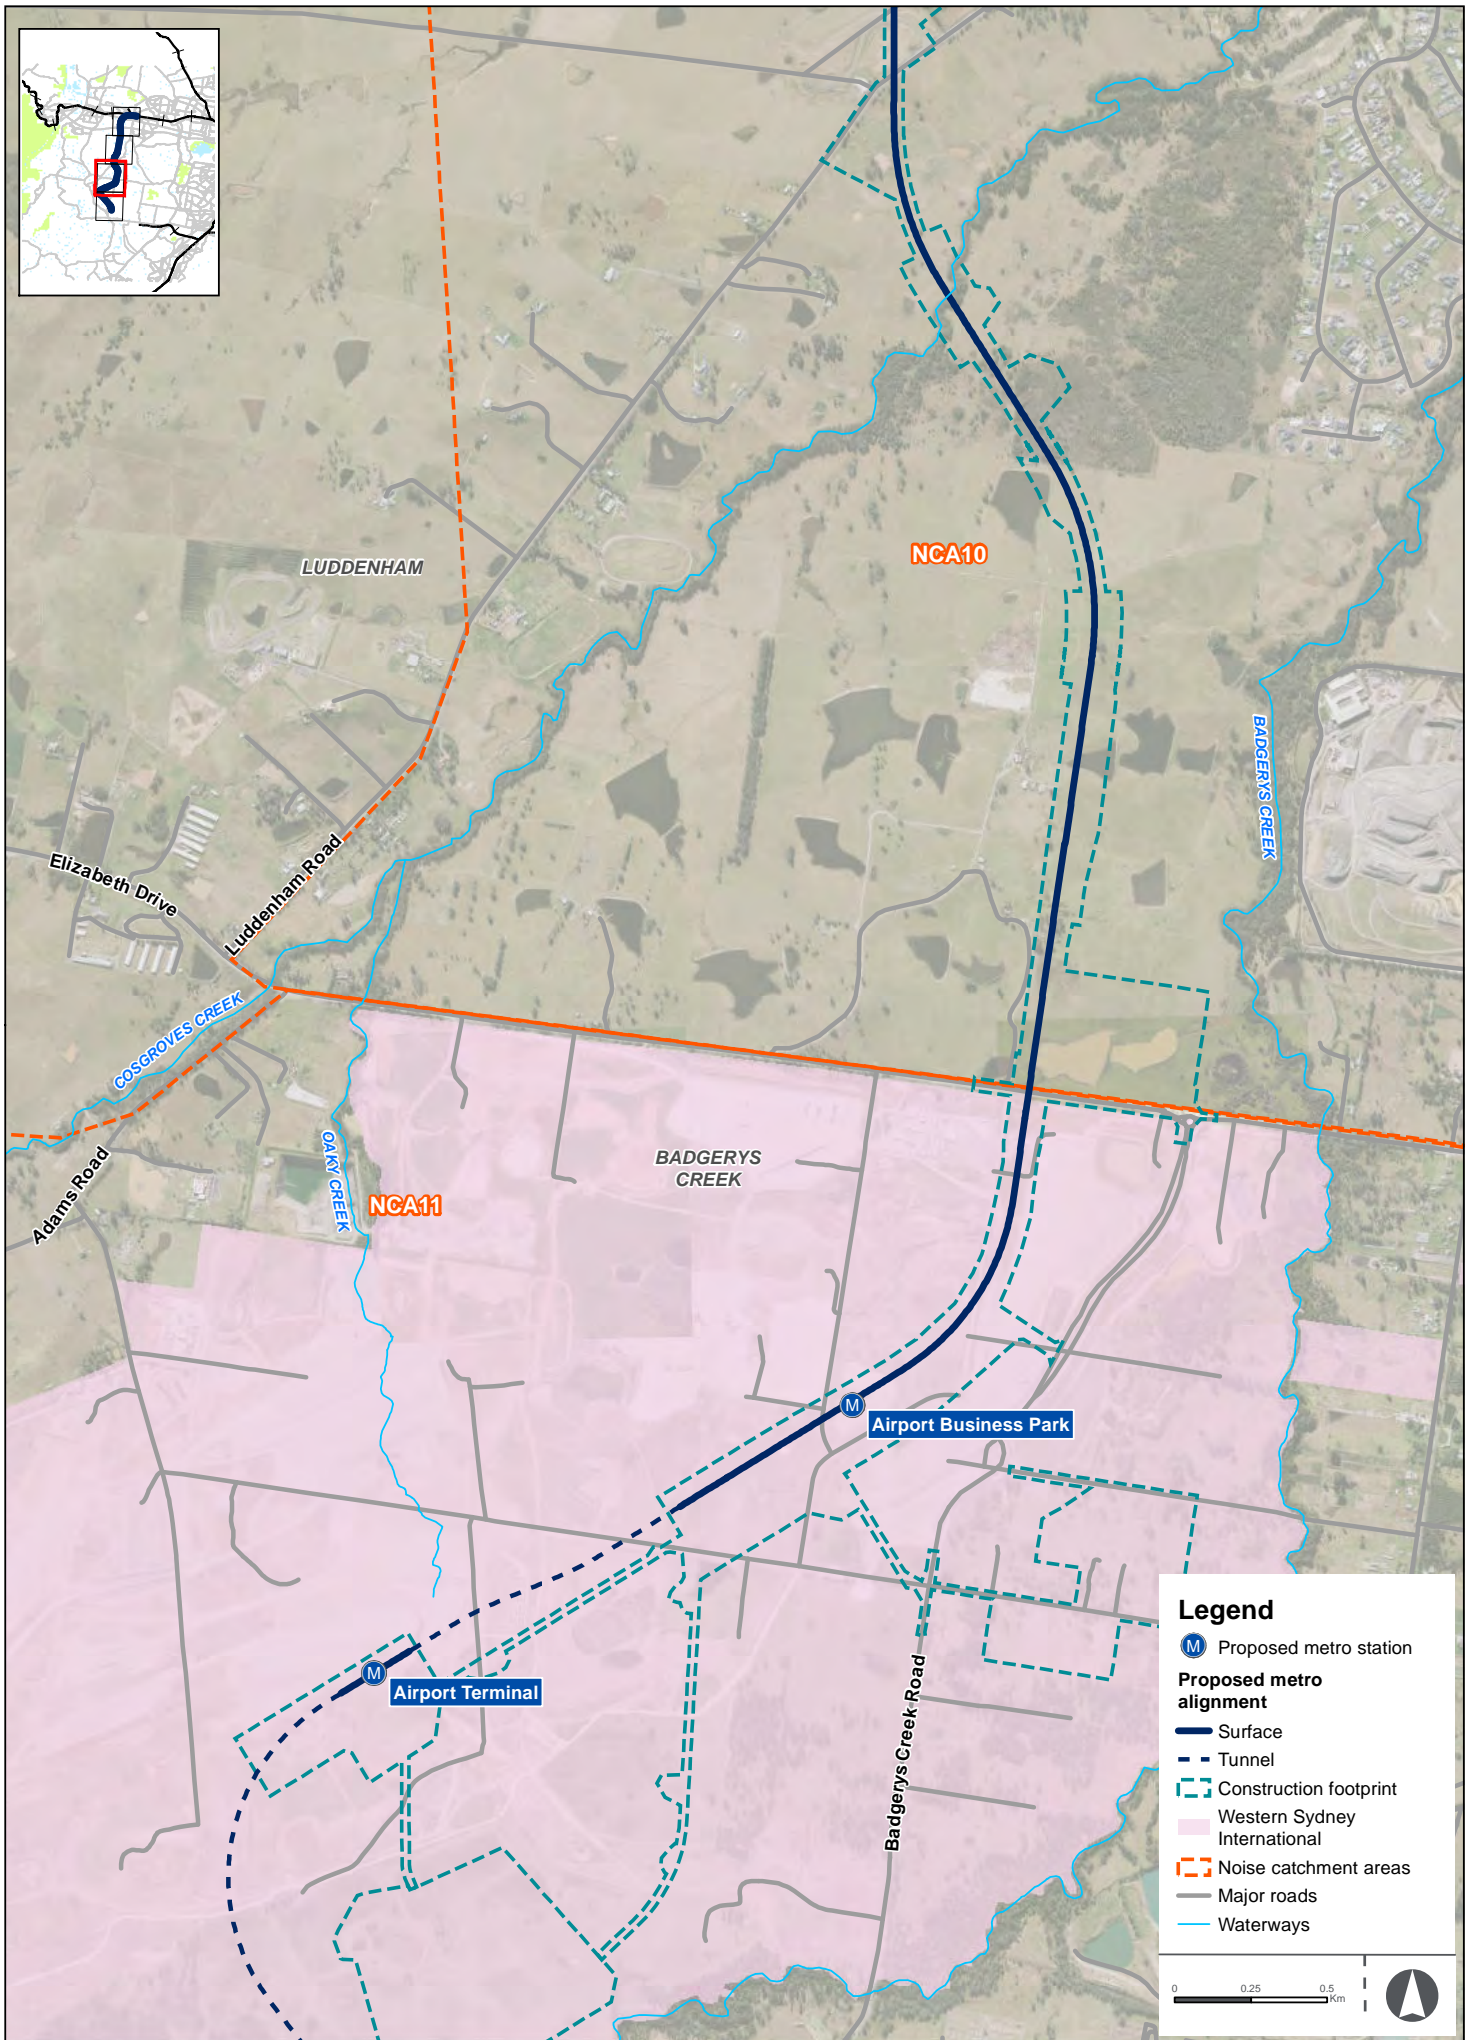 LUDDENHAM
NCA10
BADGERYS CREEK
Elizabeth Drive
Luddenham Road
COSGROVES CREEK
OAKY CREEK
Adams Road
BADGERYS
CREEK
NCA11
M
Airport Business Park
M
Airport Terminal
Badgerys Creek Road
Legend
M Proposed metro station
Proposed metro
alignment
Surface
Tunnel
Construction footprint
Western Sydney
International
Noise catchment areas
Major roads
Waterways
0 0.25 0.5
Km